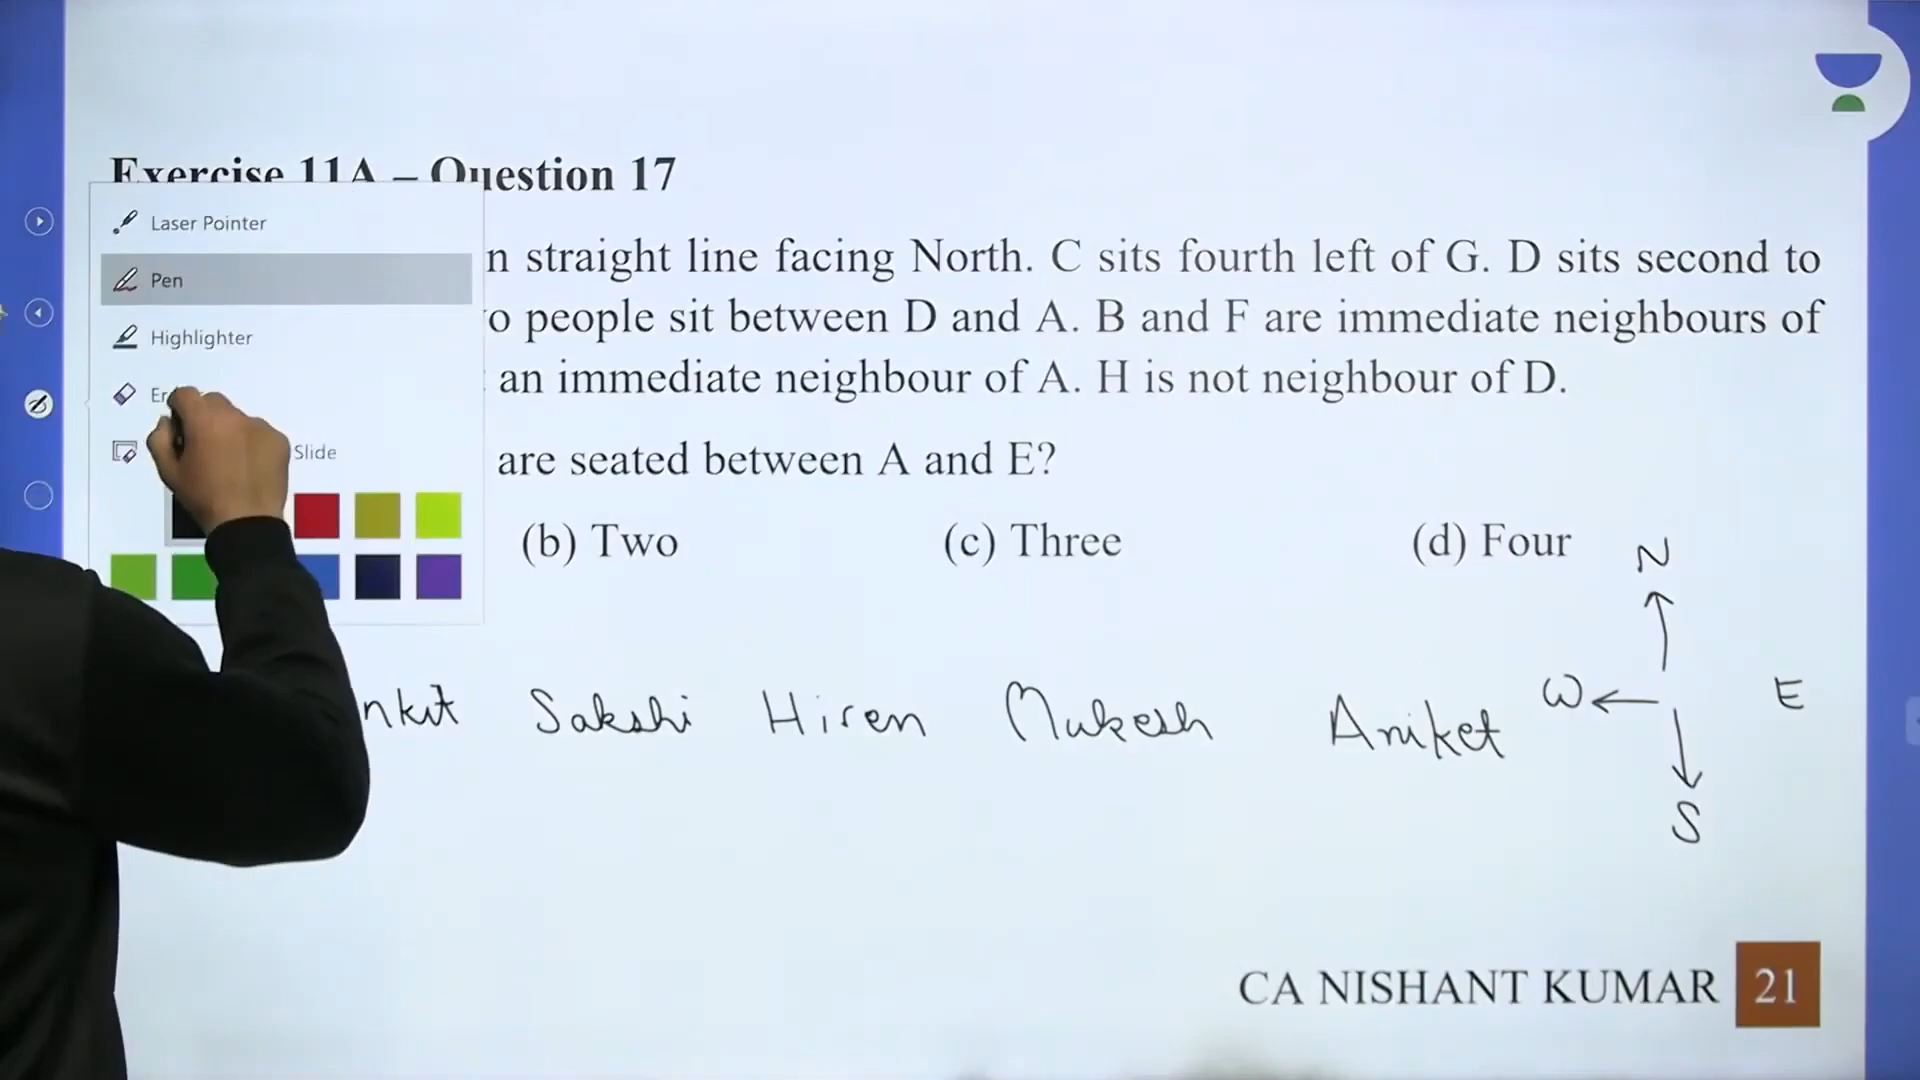 Exercise 11A – Question 17
Laser Pointer
n straight line facing North. C sits fourth left of G. D sits second to
Pen
o people sit between D and A. B and F are immediate neighbours of
Highlighter
an immediate neighbour of A. H is not neighbour of D.
Er
Slide
are seated between A and E?
(b) Two
(c) Three
(d) Four
N
nkit Sakshi Hiren Mukesh Aniket
W
E
S
CA NISHANT KUMAR 21